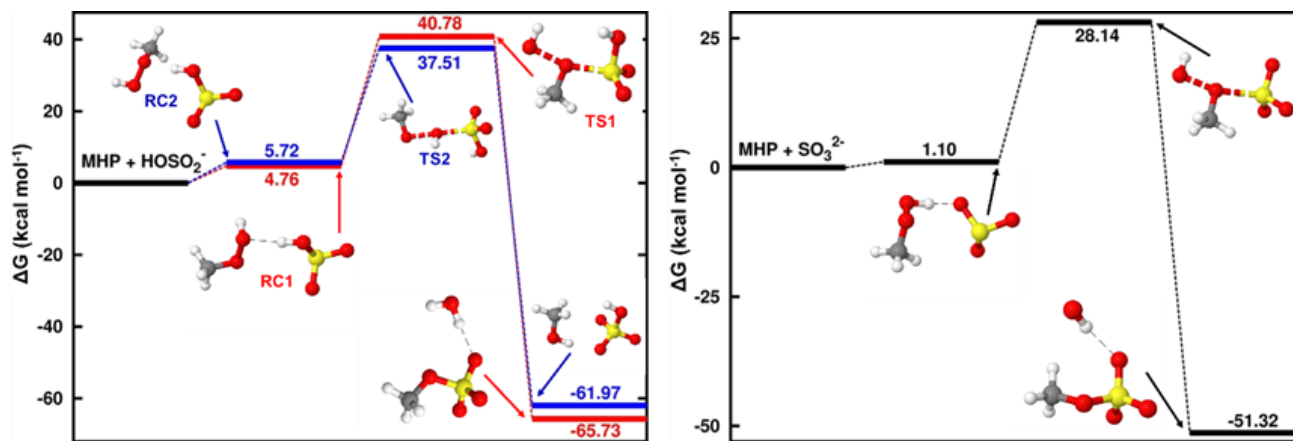 40.78
37.51
RC2
TS2
TS1
MHP + HOSO₂⁻
5.72
4.76
RC1
-61.97
-65.73
40
20
0
-20
-40
-60
ΔG (kcal mol⁻¹)
28.14
MHP + SO₃²⁻
1.10
-51.32
25
0
-25
-50
ΔG (kcal mol⁻¹)